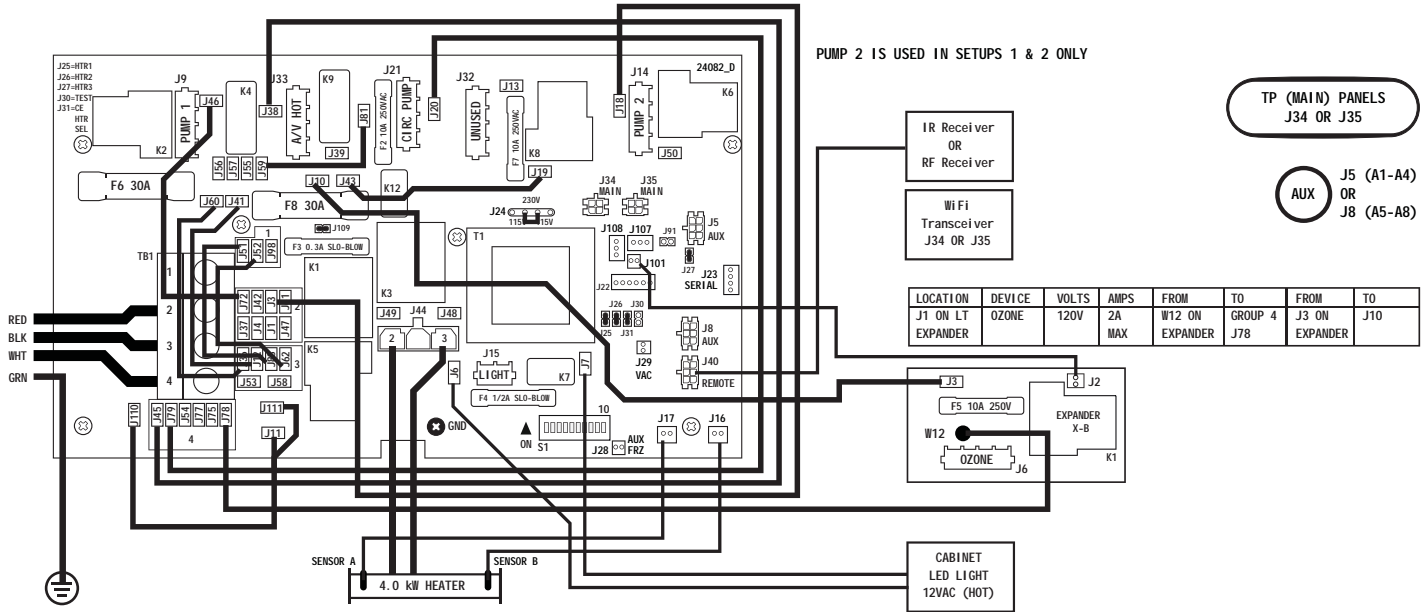 PUMP 2 IS USED IN SETUPS 1 & 2 ONLY
J25=HTR1
J26=HTR2
J27=HTR3
J30=TEST
J31=CE
HTR
SEL
J9
PUMP 1
K2
J46
K4
J33
J38
A/V HOT
K9
J39
J81
J21
F2 10A 250VAC
CIRC PUMP
J20
J32
UNUSED
J13
F7 10A 250VAC
K8
J14
J18
PUMP 2
24082_D
K6
J50
J56
J57
J55
J59
J10
J43
K12
J19
F6 30A
F8 30A
J60
J41
J109
F3 0.3A SLO-BLOW
J34
MAIN
J35
MAIN
230V
J24
115V
T1
J108
J107
J101
J91
J5
AUX
J27
J23
SERIAL
J22
J26
J30
J25
J31
J8
AUX
J29
VAC
J40
REMOTE
TB1
1
2
3
4
1
J51
J52
J98
J72
J42
J3
2
J37
J4
J1
J47
J62
3
J53
J58
K1
K3
K5
J49
J44
J48
2
3
J6
J15
LIGHT
K7
J7
F4 1/2A SLO-BLOW
GND
ON
10
S1
J28
AUX
FRZ
J17
J16
J110
J45
J79
J54
J77
J75
J78
4
J111
J11
RED
BLK
WHT
GRN
SENSOR A
SENSOR B
4.0 kW HEATER
IR Receiver
OR
RF Receiver
WiFi
Transceiver
J34 OR J35
TP (MAIN) PANELS
J34 OR J35
AUX
J5 (A1-A4)
OR
J8 (A5-A8)
LOCATION DEVICE VOLTS AMPS FROM TO FROM TO
J1 ON LT OZONE 120V 2A W12 ON GROUP 4 J3 ON J10
EXPANDER MAX EXPANDER J78 EXPANDER
J3
J2
F5 10A 250V
EXPANDER
X-B
W12
K1
OZONE
J6
CABINET
LED LIGHT
12VAC (HOT)